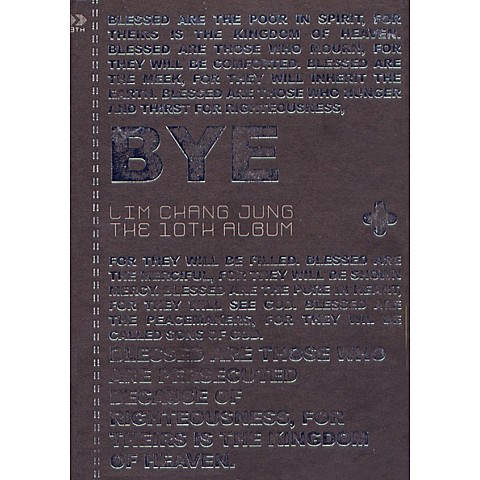 3TH
BLESSED ARE THE POOR IN SPIRIT, FOR
THEIRS IS THE KINGDOM OF HEAVEN.
BLESSED ARE THOSE WHO MOURN, FOR
THEY WILL BE COMFORTED. BLESSED ARE
THE MEEK, FOR THEY WILL INHERIT THE
EARTH. BLESSED ARE THOSE WHO HUNGER
AND THIRST FOR RIGHTEOUSNESS,
BYE
LIM CHANG JUNG
THE 10TH ALBUM
FOR THEY WILL BE FILLED. BLESSED ARE
THE MERCIFUL, FOR THEY WILL BE SHOWN
MERCY. BLESSED ARE THE PURE IN HEART,
FOR THEY WILL SEE GOD. BLESSED ARE
THE PEACEMAKERS, FOR THEY WILL BE
CALLED SONS OF GOD.
BLESSED ARE THOSE WHO
ARE PERSECUTED
BECAUSE OF
RIGHTEOUSNESS, FOR
THEIRS IS THE KINGDOM
OF HEAVEN.